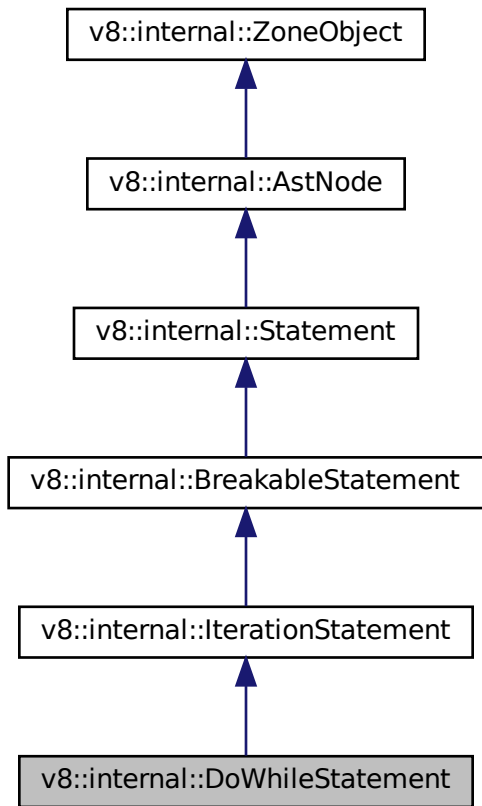 v8::internal::ZoneObject
v8::internal::AstNode
v8::internal::Statement
v8::internal::BreakableStatement
v8::internal::IterationStatement
v8::internal::DoWhileStatement